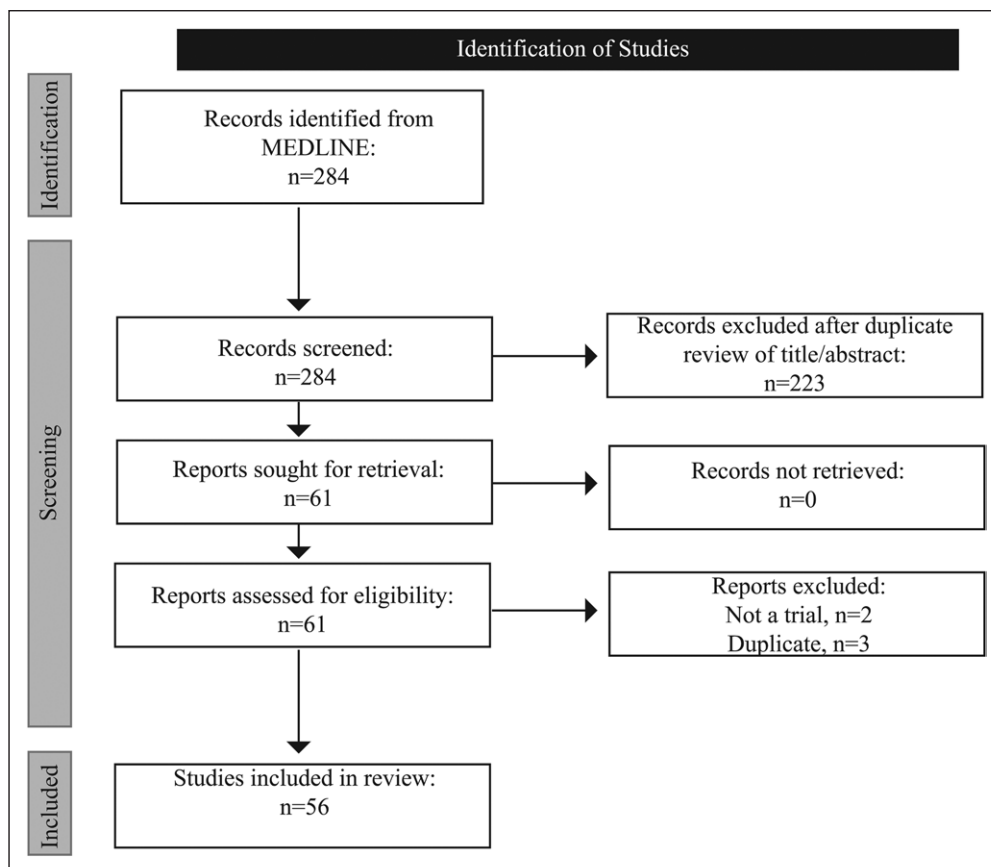 Identification of Studies
Identification
Records identified from
MEDLINE:
n=284
Screening
Records screened:
n=284
Records excluded after duplicate
review of title/abstract:
n=223
Reports sought for retrieval:
n=61
Records not retrieved:
n=0
Reports assessed for eligibility:
n=61
Reports excluded:
Not a trial, n=2
Duplicate, n=3
Included
Studies included in review:
n=56